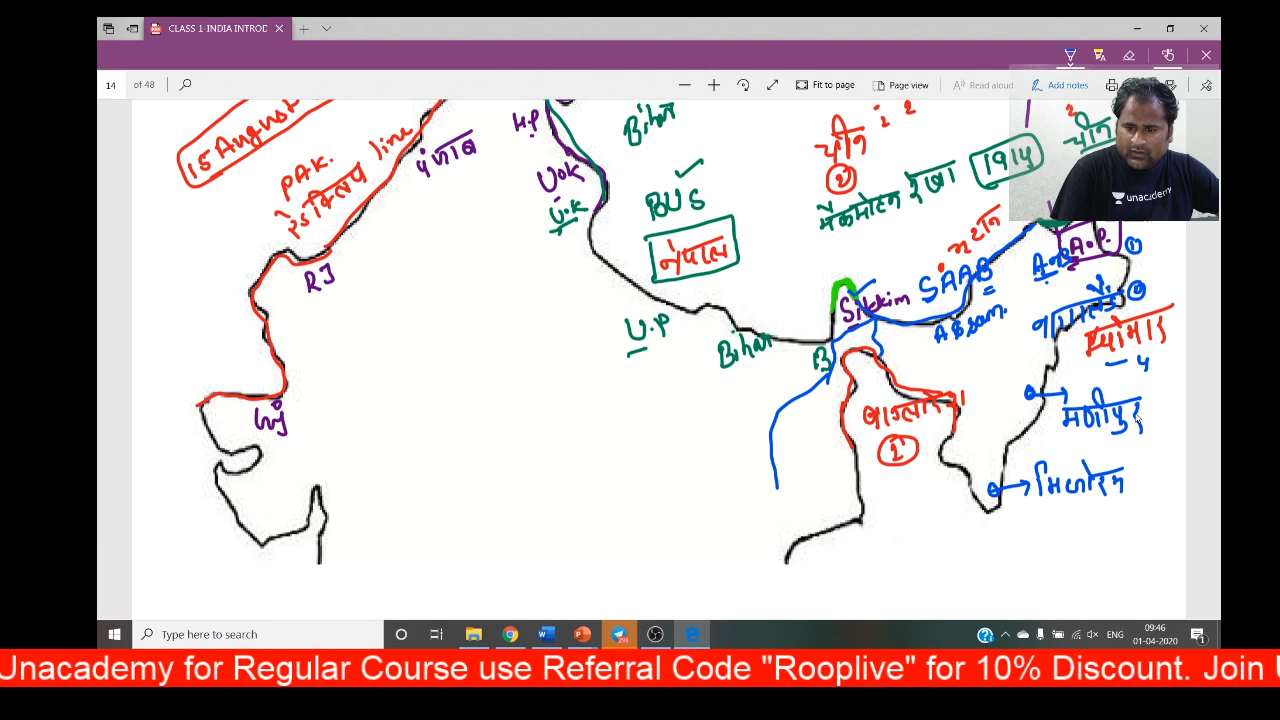 CLASS 1-INDIA INTROD
14 of 48
Fit to page
Page view
Read aloud
Add notes
15 August
PAK.
रेडक्लिप line
पंजाब
H.P
Bihar
चीन
1914
चीन
unacademy
UOK
U.K
BUS
मैकमोहन रेखा
नेपाल
भूटान
A.P.
RJ
SAAB
Sikkim
Assam.
नागालैंड
म्यांमार
4
U.P
Bihar
B
बांग्लादेश
मणीपुर
मिजोरम
Type here to search
ENG
09:46
01-04-2020
Unacademy for Regular Course use Referral Code "Rooplive" for 10% Discount. Join U